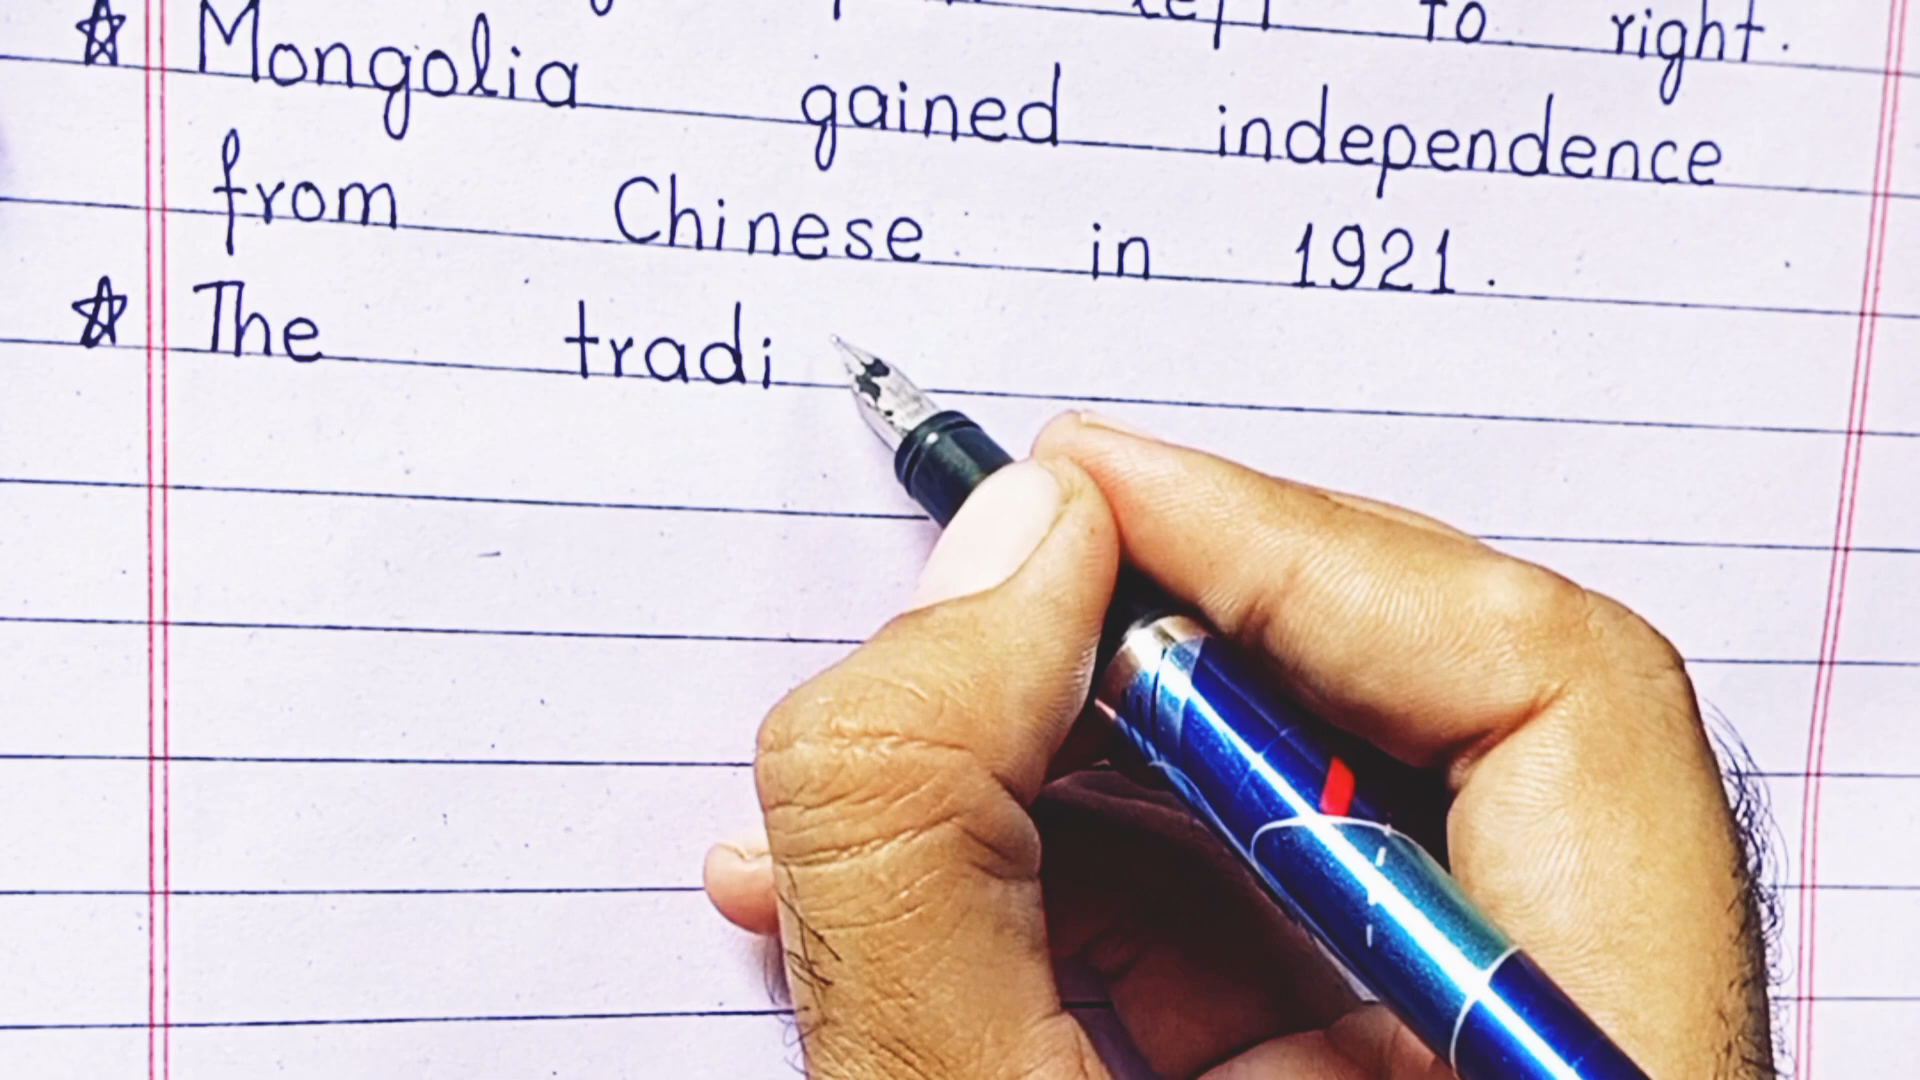 to right.
☆ Mongolia gained independence
from Chinese in 1921.
☆ The tradi